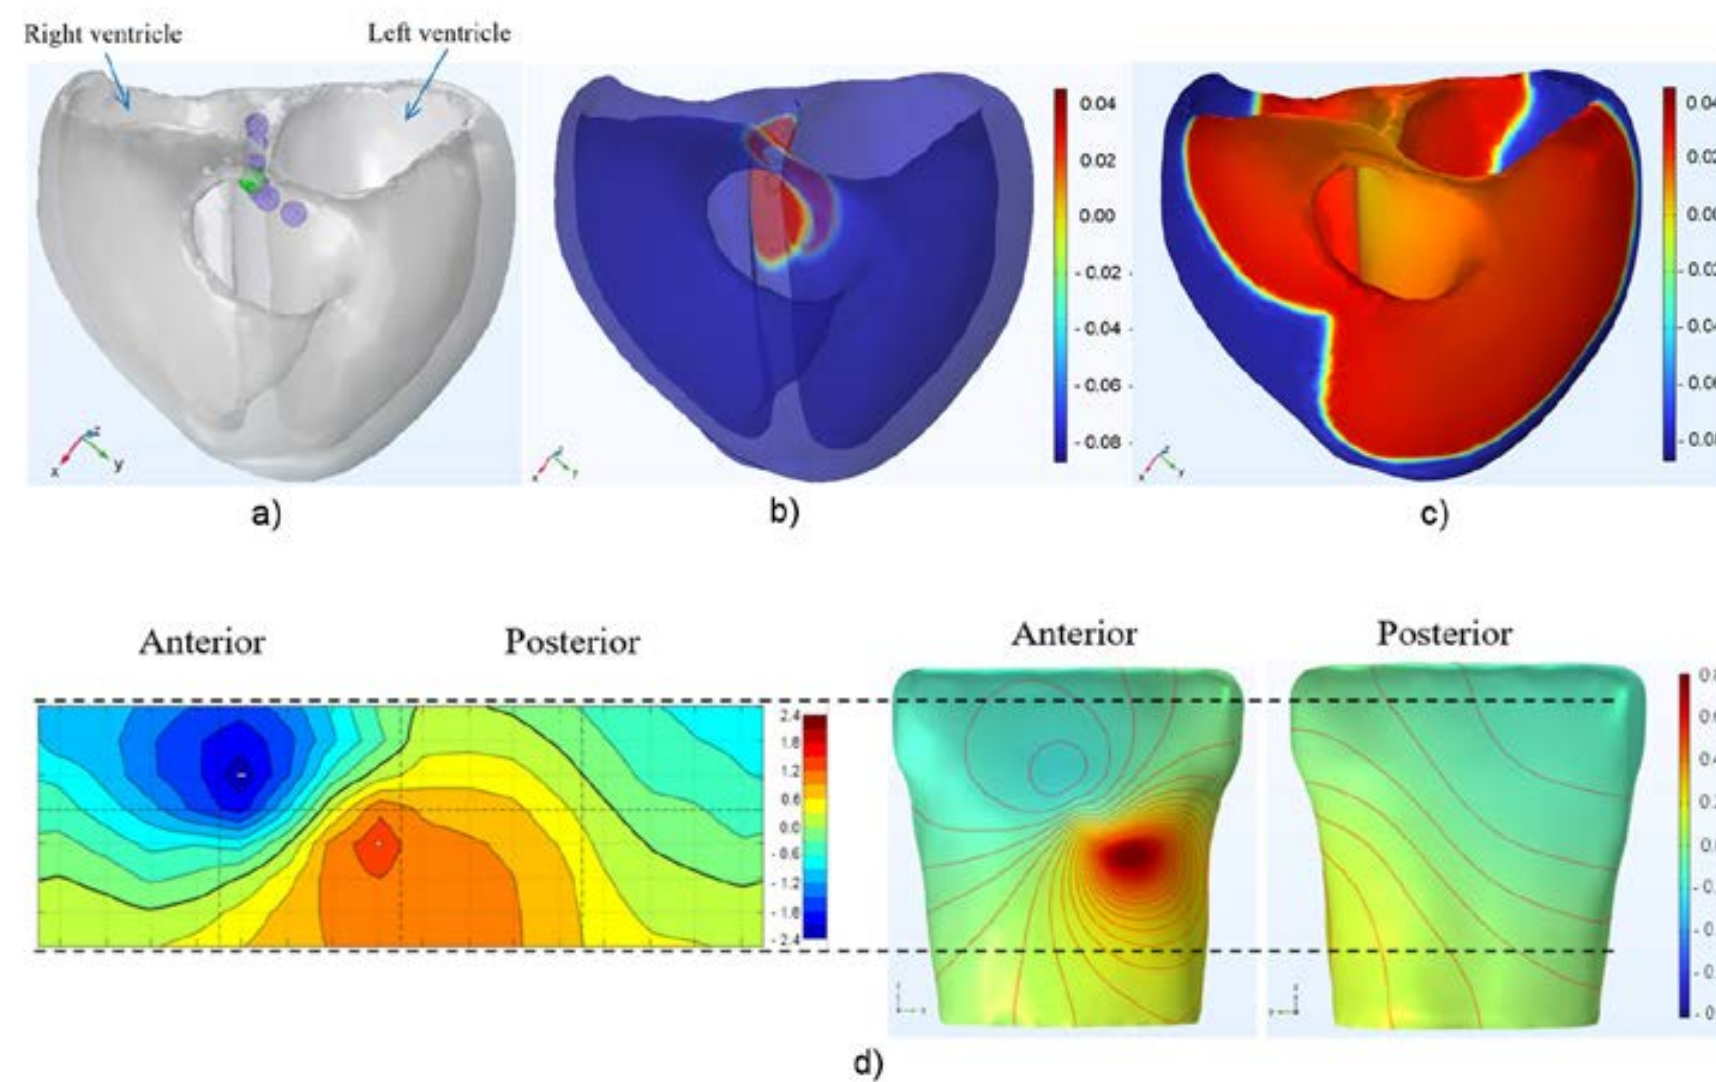 Right ventricle
Left ventricle
0.04
0.02
0.00
- 0.02
- 0.04
- 0.06
- 0.08
x
y
z
a)
b)
c)
Anterior
Posterior
Anterior
Posterior
2.4
1.8
1.2
0.6
0.0
- 0.6
- 1.2
- 1.8
- 2.4
d)